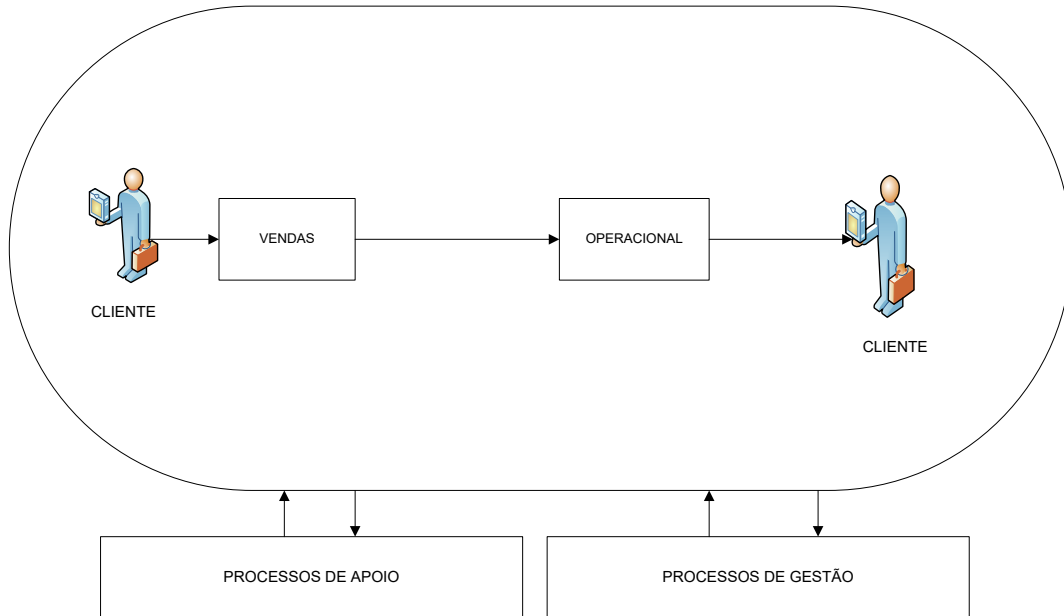 VENDAS
OPERACIONAL
CLIENTE
CLIENTE
PROCESSOS DE APOIO
PROCESSOS DE GESTÃO